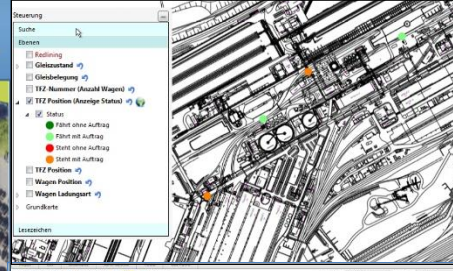 Steuerung
Suche
Ebenen
Redlining
Gleiszustand
Gleisbelegung
TFZ-Nummer (Anzahl Wagen)
TFZ Position (Anzeige Status)
Status
Fährt ohne Auftrag
Fährt mit Auftrag
Steht ohne Auftrag
Steht mit Auftrag
TFZ Position
Wagen Position
Wagen Ladungsart
Grundkarte
Lesezeichen